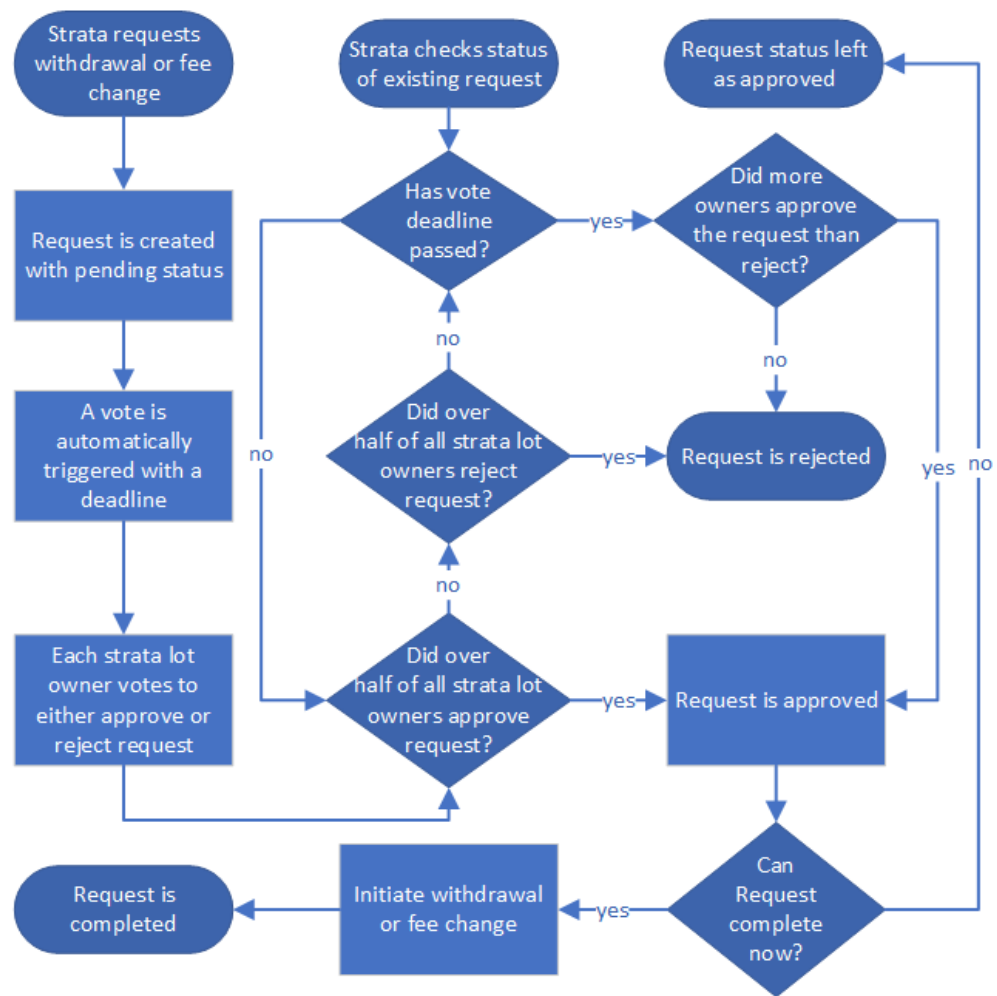 Strata requests
withdrawal or fee
change
Strata checks status
of existing request
Request status left
as approved
Request is created
with pending status
Has vote
deadline
passed?
yes
Did more
owners approve
the request than
reject?
no
no
A vote is
automatically
triggered with a
deadline
no
Did over
half of all strata lot
owners reject
request?
yes
Request is rejected
yes
no
no
Each strata lot
owner votes to
either approve or
reject request
Did over
half of all strata lot
owners approve
request?
yes
Request is approved
Request is
completed
Initiate withdrawal
or fee change
yes
Can
Request
complete
now?